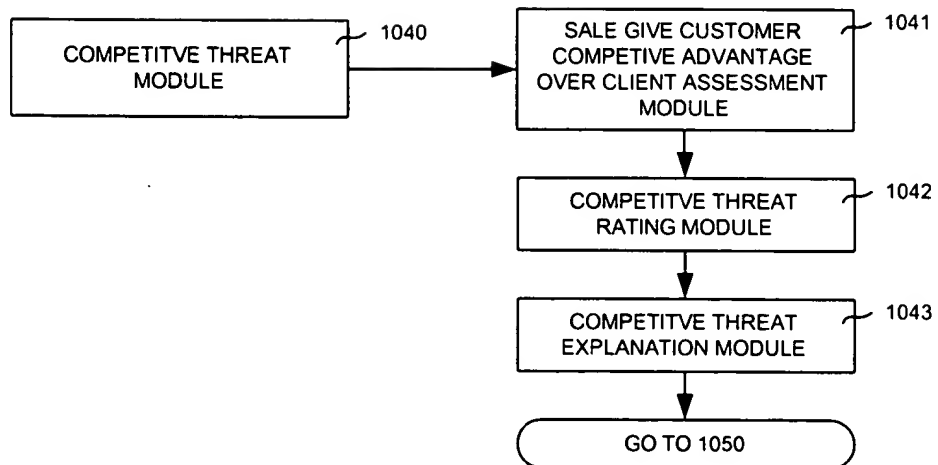 COMPETITVE THREAT
MODULE
1040
SALE GIVE CUSTOMER
COMPETIVE ADVANTAGE
OVER CLIENT ASSESSMENT
MODULE
1041
COMPETITVE THREAT
RATING MODULE
1042
COMPETITVE THREAT
EXPLANATION MODULE
1043
GO TO 1050